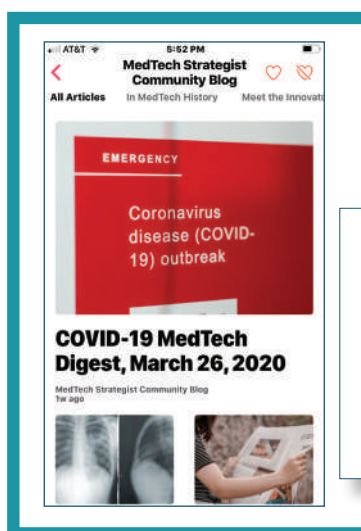 AT&T 5:52 PM
MedTech Strategist
Community Blog
All Articles In MedTech History Meet the Innovato
EMERGENCY
Coronavirus
disease (COVID-
19) outbreak
COVID-19 MedTech
Digest, March 26, 2020
MedTech Strategist Community Blog
1w ago